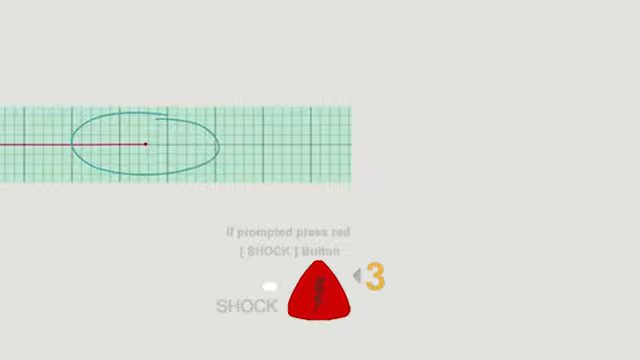 If prompted press red
[ SHOCK ] Button
3
SHOCK